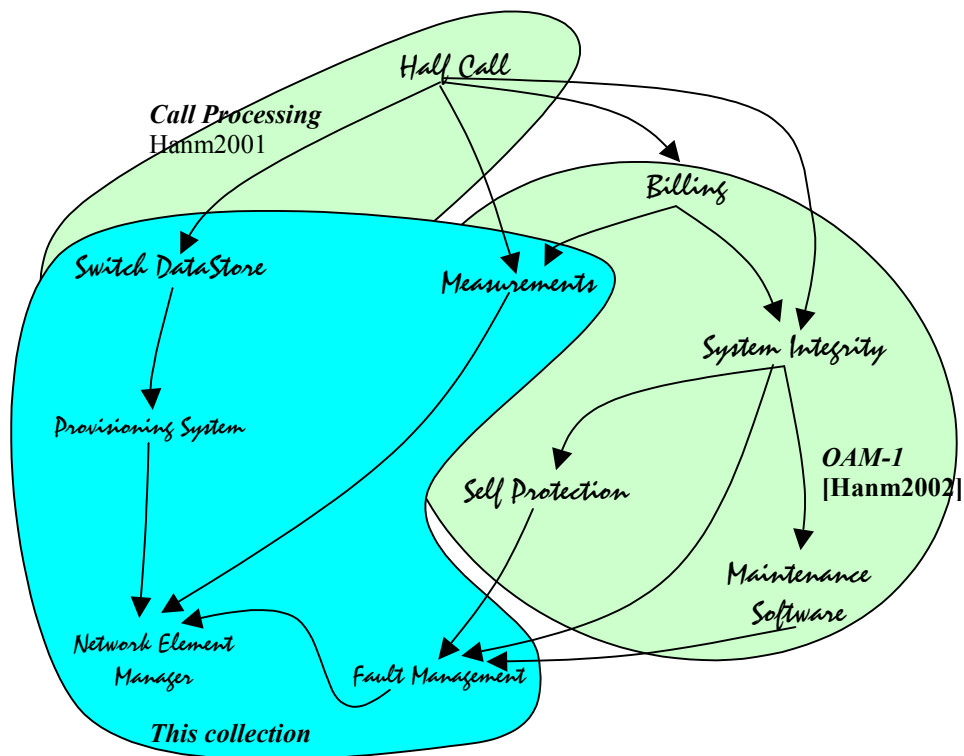 Half Call
Call Processing
Hanm2001
Billing
Switch DataStore
Measurements
System Integrity
Provisioning System
OAM-1
[Hanm2002]
Self Protection
Maintenance
Software
Network Element
Manager
Fault Management
This collection